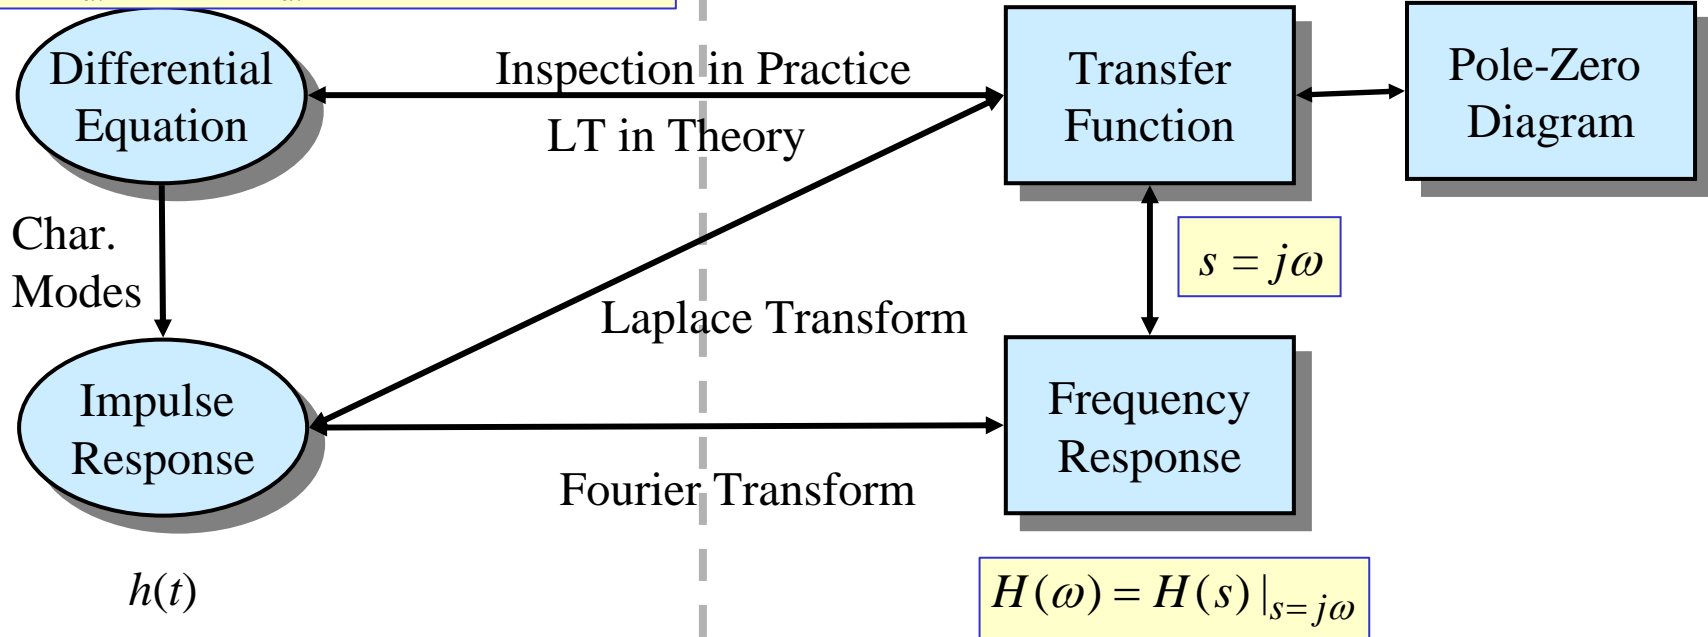 Differential
Equation
Inspection in Practice
LT in Theory
Transfer
Function
Pole-Zero
Diagram
Char.
Modes
s = jω
Laplace Transform
Impulse
Response
Frequency
Response
Fourier Transform
h(t)
H(ω) = H(s)|s=jω